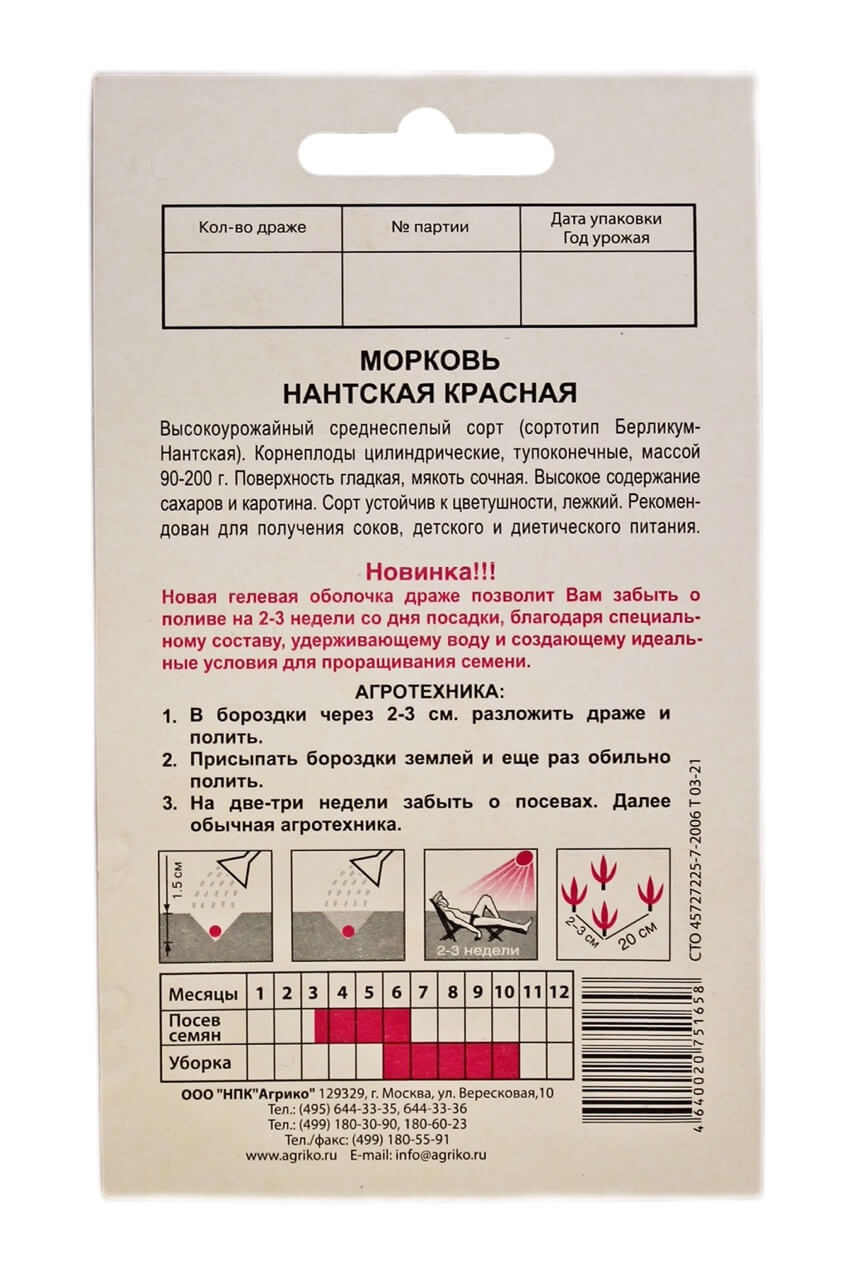 Кол-во драже
№ партии
Дата упаковки
Год урожая
МОРКОВЬ
НАНТСКАЯ КРАСНАЯ
Высокоурожайный среднеспелый сорт (сортотип Берликум-
Нантская). Корнеплоды цилиндрические, тупоконечные, массой
90-200 г. Поверхность гладкая, мякоть сочная. Высокое содержание
сахаров и каротина. Сорт устойчив к цветушности, лежкий. Рекомен-
дован для получения соков, детского и диетического питания.
Новинка!!!
Новая гелевая оболочка драже позволит Вам забыть о
поливе на 2-3 недели со дня посадки, благодаря специаль-
ному составу, удерживающему воду и создающему идеаль-
ные условия для проращивания семени.
АГРОТЕХНИКА:
1. В бороздки через 2-3 см. разложить драже и
полить.
2. Присыпать бороздки землей и еще раз обильно
полить.
3. На две-три недели забыть о посевах. Далее
обычная агротехника.
СТО 45727225-7-2006 Т 03-21
1.5 см
2-3 недели
2-3 см
20 см
Месяцы 1 2 3 4 5 6 7 8 9 10 11 12
Посев
семян
Уборка
4640020751658
ООО "НПК"Агрико" 129329, г. Москва, ул. Вересковая,10
Тел.: (495) 644-33-35, 644-33-36
Тел.: (499) 180-30-90, 180-60-23
Тел./факс: (499) 180-55-91
www.agriko.ru E-mail: info@agriko.ru